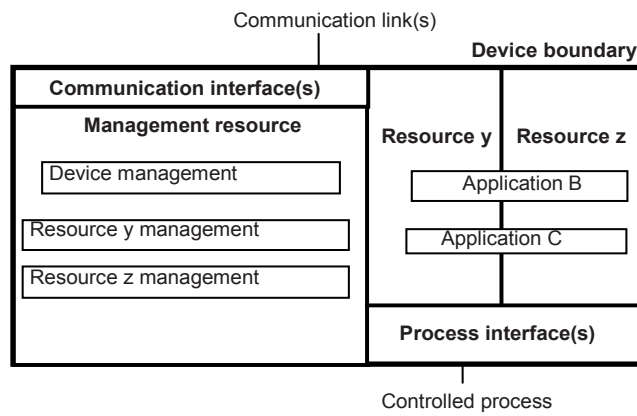 Communication link(s)
Device boundary
Communication interface(s)
Management resource
Device management
Resource y management
Resource z management
Resource y
Resource z
Application B
Application C
Process interface(s)
Controlled process